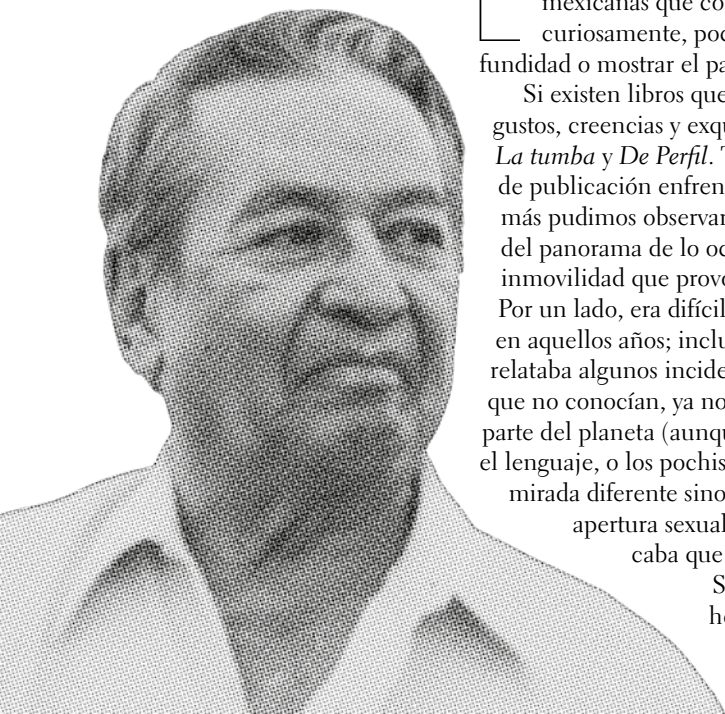 mexicanas que co
curiosamente, poc
fundidad o mostrar el pa
Si existen libros que
gustos, creencias y exqu
La tumba y De Perfil. T
de publicación enfren
más pudimos observar
del panorama de lo oc
inmovilidad que provo
Por un lado, era difícil
en aquellos años; inclu
relataba algunos incide
que no conocían, ya no
parte del planeta (aunqu
el lenguaje, o los pochis
mirada diferente sino
apertura sexual
caba que
S
he